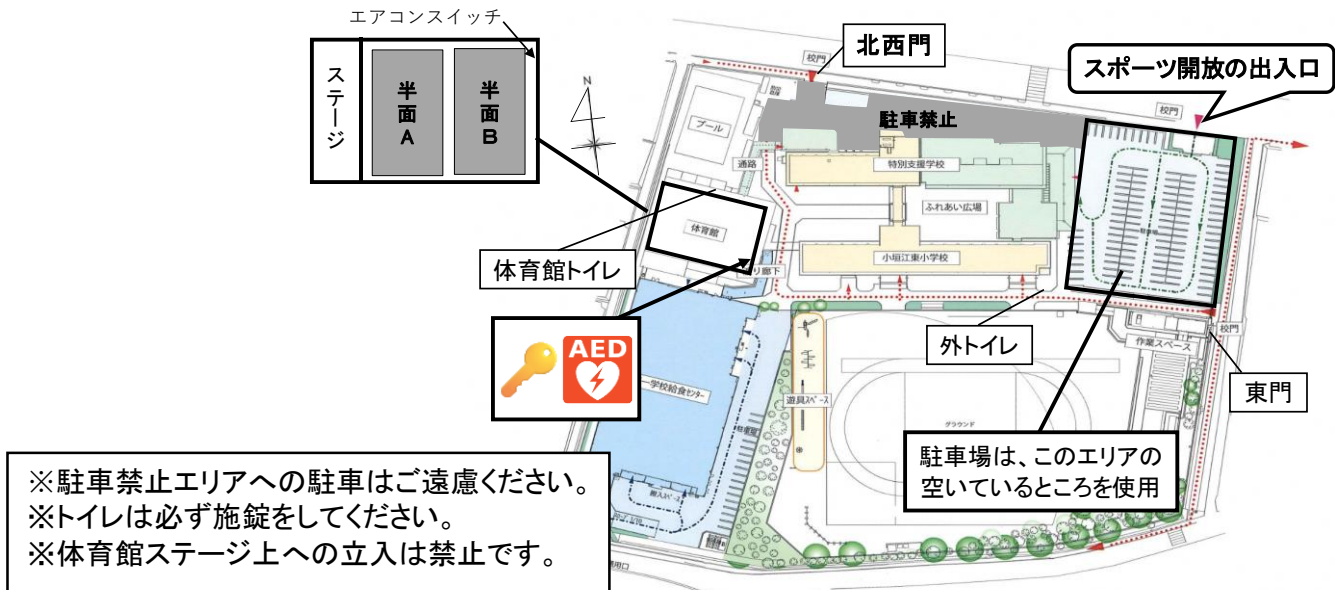 エアコンスイッチ
ステージ
半面A
半面B
N
北西門
校門
スポーツ開放の出入口
校門
駐車禁止
プール
通路
特別支援学校
ふれあい広場
体育館
体育館トイレ
小垣江東小学校
り廊下
AED
外トイレ
校門
作業スペース
東門
遊具スペース
グラウンド
駐車場は、このエリアの
空いているところを使用
※駐車禁止エリアへの駐車はご遠慮ください。
※トイレは必ず施錠をしてください。
※体育館ステージ上への立入は禁止です。